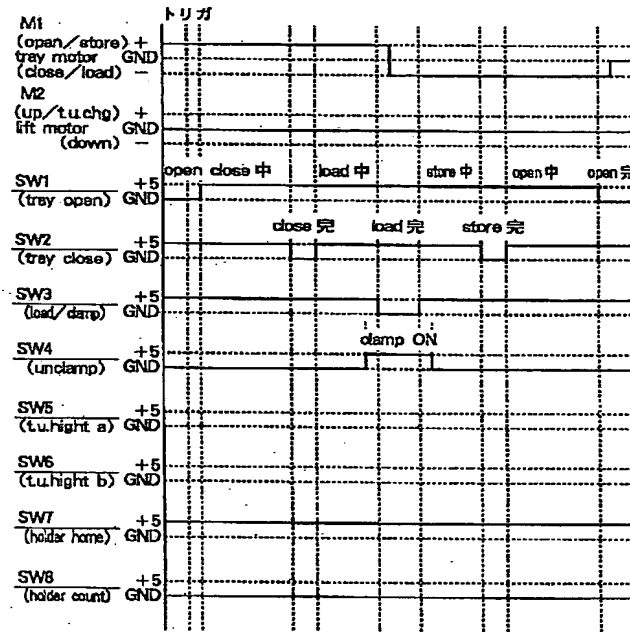 トリガ
M1
(open/store) +
tray motor GND
(close/load) −
M2
(up/t.u.chg) +
lift motor GND
(down) −
open close 中 load 中 store 中 open 中 open 完
SW1 +5
(tray open) GND
close 完 load 完 store 完
SW2 +5
(tray close) GND
SW3 +5
(load/clamp) GND
clamp ON
SW4 +5
(unclamp) GND
SW5 +5
(t.u.hight a) GND
SW6 +5
(t.u.hight b) GND
SW7 +5
(holder home) GND
SW8 +5
(holder count) GND